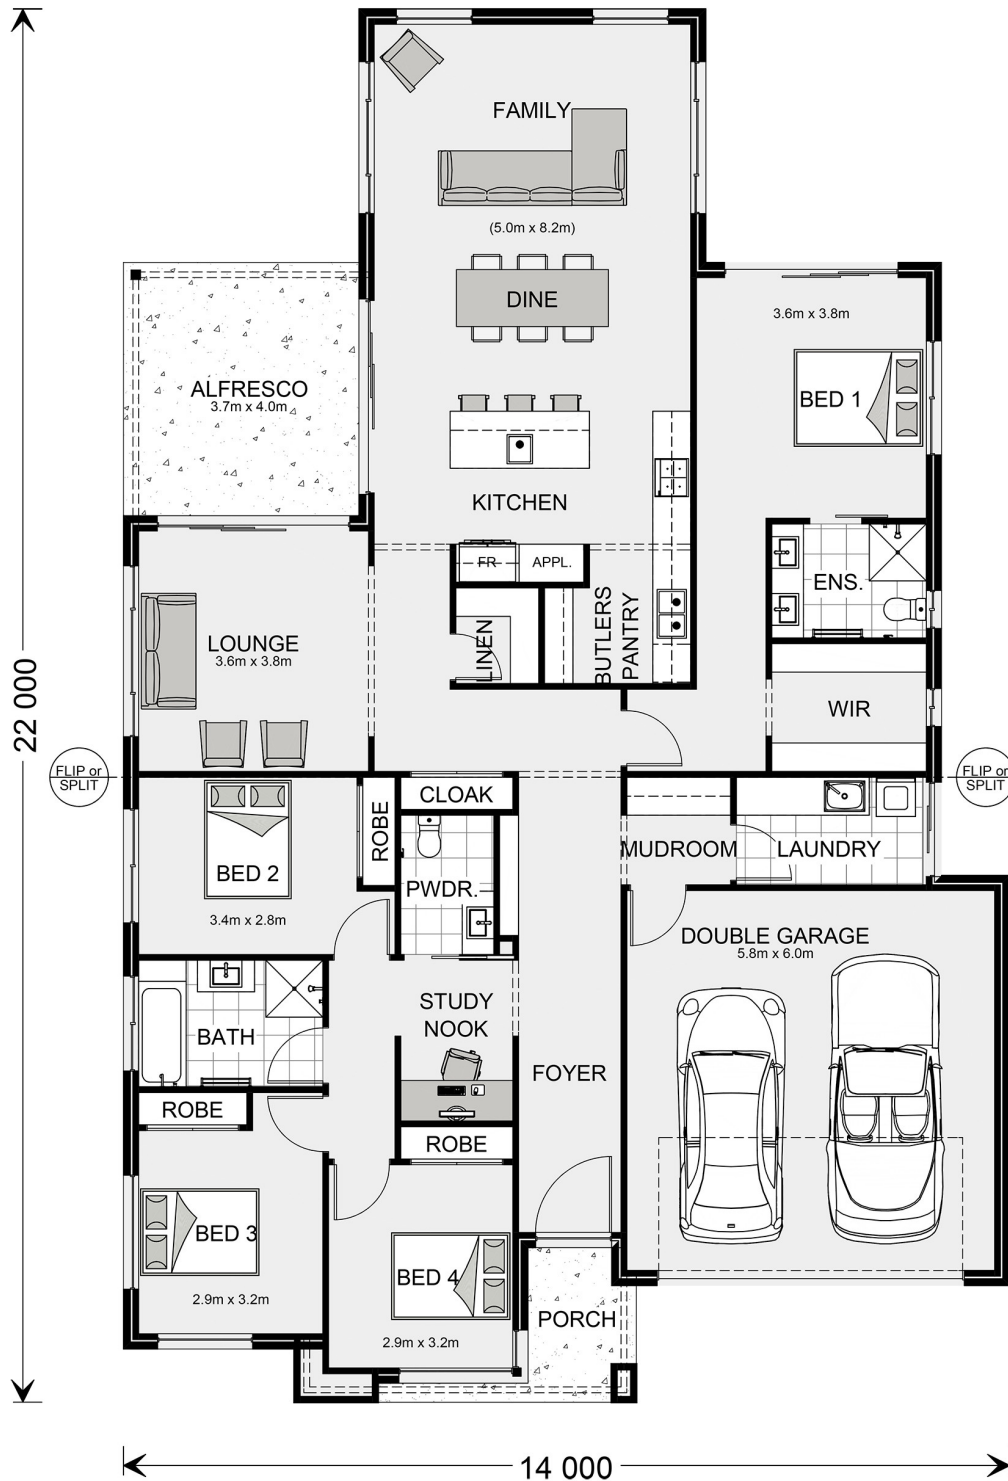 FAMILY
(5.0m x 8.2m)
DINE
3.6m x 3.8m
BED 1
ALFRESCO
3.7m x 4.0m
KITCHEN
FR
APPL.
ENS.
LINEN
BUTLERS
PANTRY
LOUNGE
3.6m x 3.8m
22 000
WIR
FLIP or
SPLIT
FLIP or
SPLIT
CLOAK
ROBE
MUDROOM
LAUNDRY
BED 2
PWDR.
3.4m x 2.8m
DOUBLE GARAGE
5.8m x 6.0m
STUDY
NOOK
BATH
FOYER
ROBE
ROBE
BED 3
BED 4
2.9m x 3.2m
PORCH
2.9m x 3.2m
14 000